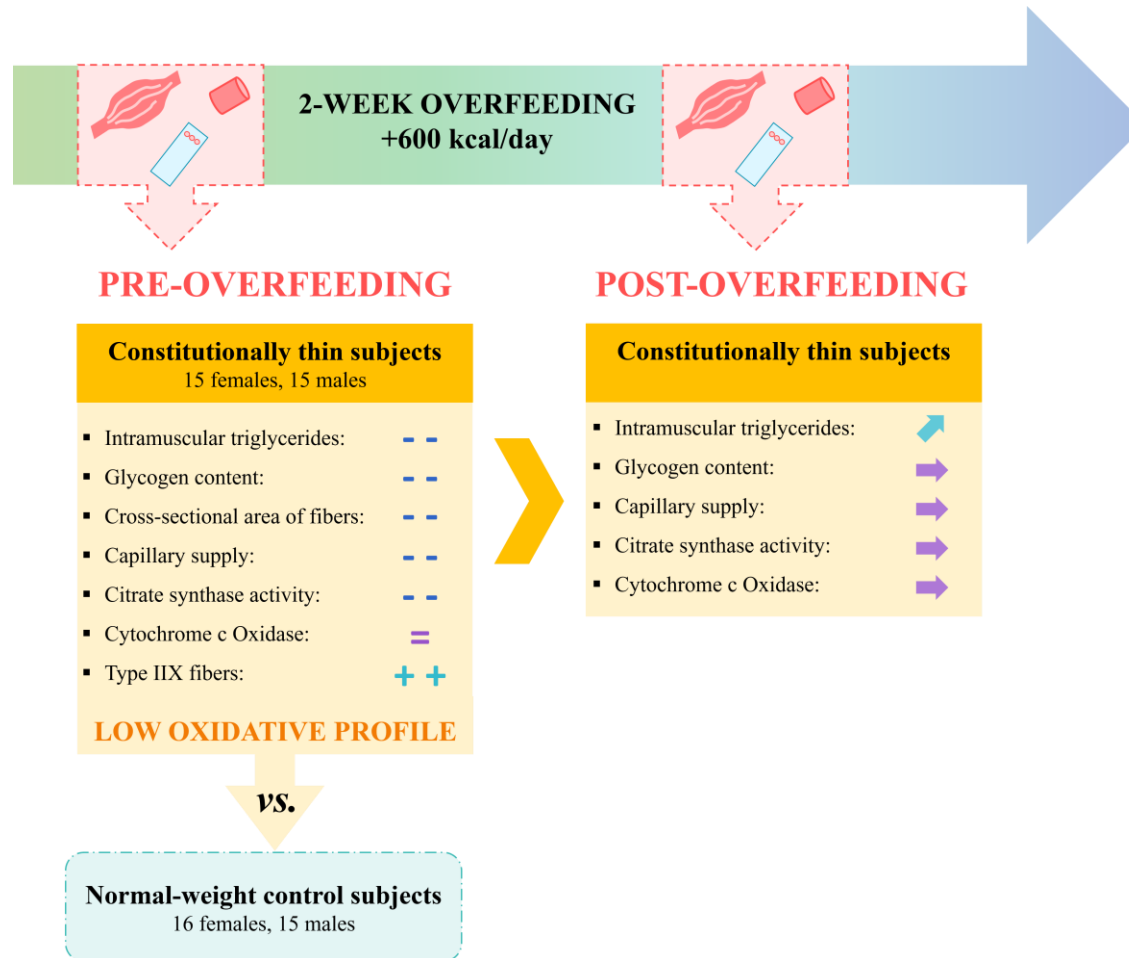 2-WEEK OVERFEEDING
+600 kcal/day
PRE-OVERFEEDING
Constitutionally thin subjects
15 females, 15 males
▪ Intramuscular triglycerides: - -
▪ Glycogen content: - -
▪ Cross-sectional area of fibers: - -
▪ Capillary supply: - -
▪ Citrate synthase activity: - -
▪ Cytochrome c Oxidase: =
▪ Type IIX fibers: + +
LOW OXIDATIVE PROFILE
vs.
Normal-weight control subjects
16 females, 15 males
POST-OVERFEEDING
Constitutionally thin subjects
▪ Intramuscular triglycerides:
▪ Glycogen content:
▪ Capillary supply:
▪ Citrate synthase activity:
▪ Cytochrome c Oxidase: